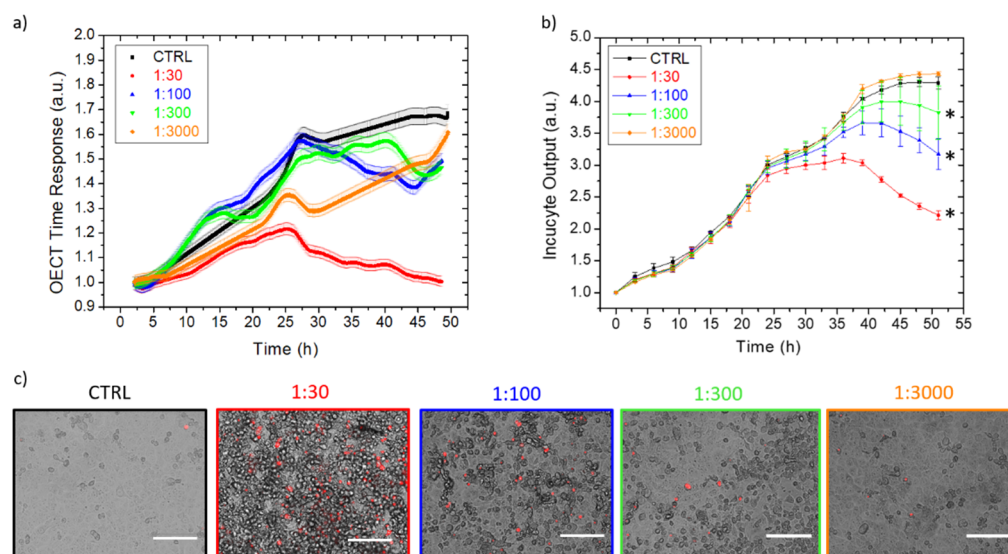 a)
OECT Time Response (a.u.)
2.0
1.9
1.8
1.7
1.6
1.5
1.4
1.3
1.2
1.1
1.0
0.9
CTRL
1:30
1:100
1:300
1:3000
0 5 10 15 20 25 30 35 40 45 50
Time (h)
b)
Incucyte Output (a.u.)
5.0
4.5
4.0
3.5
3.0
2.5
2.0
1.5
1.0
CTRL
1:30
1:100
1:300
1:3000
*
*
*
0 5 10 15 20 25 30 35 40 45 50 55
Time (h)
c)
CTRL 1:30 1:100 1:300 1:3000